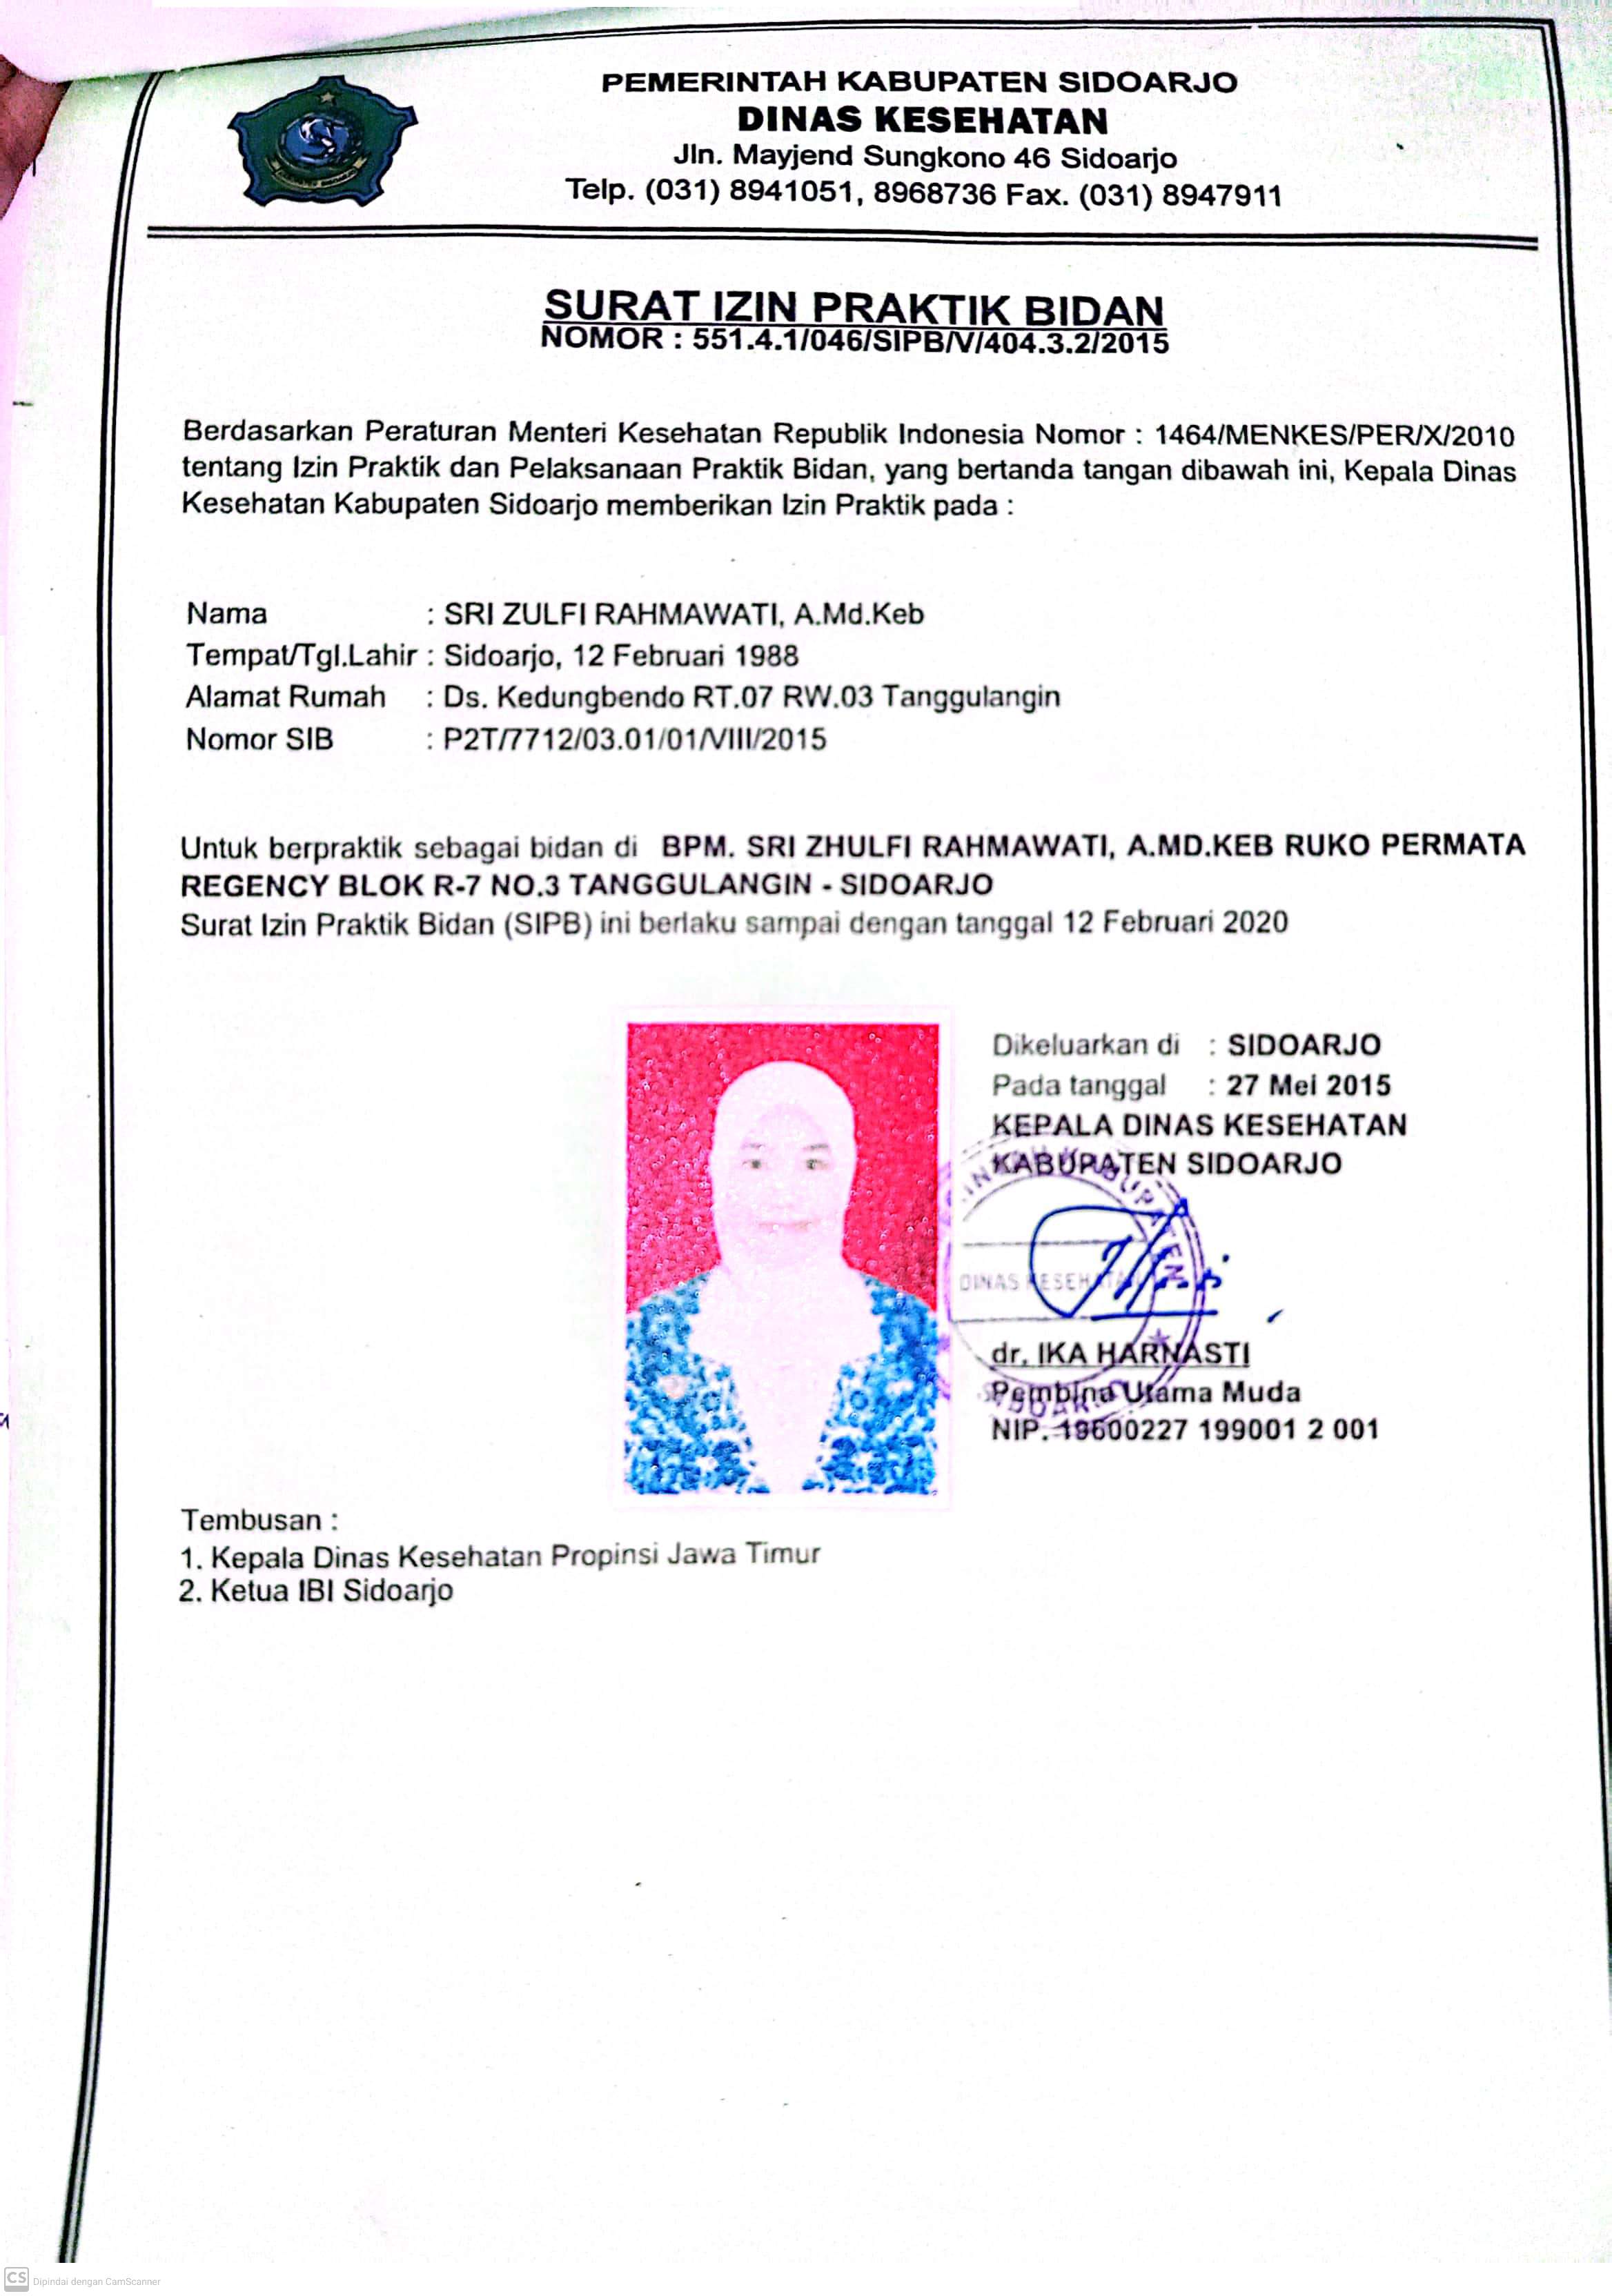 PEMERINTAH KABUPATEN SIDOARJO
DINAS KESEHATAN
Jln. Mayjend Sungkono 46 Sidoarjo
Telp. (031) 8941051, 8968736 Fax. (031) 8947911
SURAT IZIN PRAKTIK BIDAN
NOMOR : 551.4.1/046/SIPB/V/404.3.2/2015
Berdasarkan Peraturan Menteri Kesehatan Republik Indonesia Nomor : 1464/MENKES/PER/X/2010
tentang Izin Praktik dan Pelaksanaan Praktik Bidan, yang bertanda tangan dibawah ini, Kepala Dinas
Kesehatan Kabupaten Sidoarjo memberikan Izin Praktik pada :
Nama : SRI ZULFI RAHMAWATI, A.Md.Keb
Tempat/Tgl.Lahir : Sidoarjo, 12 Februari 1988
Alamat Rumah : Ds. Kedungbendo RT.07 RW.03 Tanggulangin
Nomor SIB : P2T/7712/03.01/01/VIII/2015
Untuk berpraktik sebagai bidan di BPM. SRI ZHULFI RAHMAWATI, A.MD.KEB RUKO PERMATA
REGENCY BLOK R-7 NO.3 TANGGULANGIN - SIDOARJO
Surat Izin Praktik Bidan (SIPB) ini berlaku sampai dengan tanggal 12 Februari 2020
Dikeluarkan di : SIDOARJO
Pada tanggal : 27 Mei 2015
KEPALA DINAS KESEHATAN
KABUPATEN SIDOARJO
DINAS KESEHATAN
dr. IKA HARNASTI
Pembina Utama Muda
NIP. 19600227 199001 2 001
Tembusan :
1. Kepala Dinas Kesehatan Propinsi Jawa Timur
2. Ketua IBI Sidoarjo
CS Dipindai dengan CamScanner